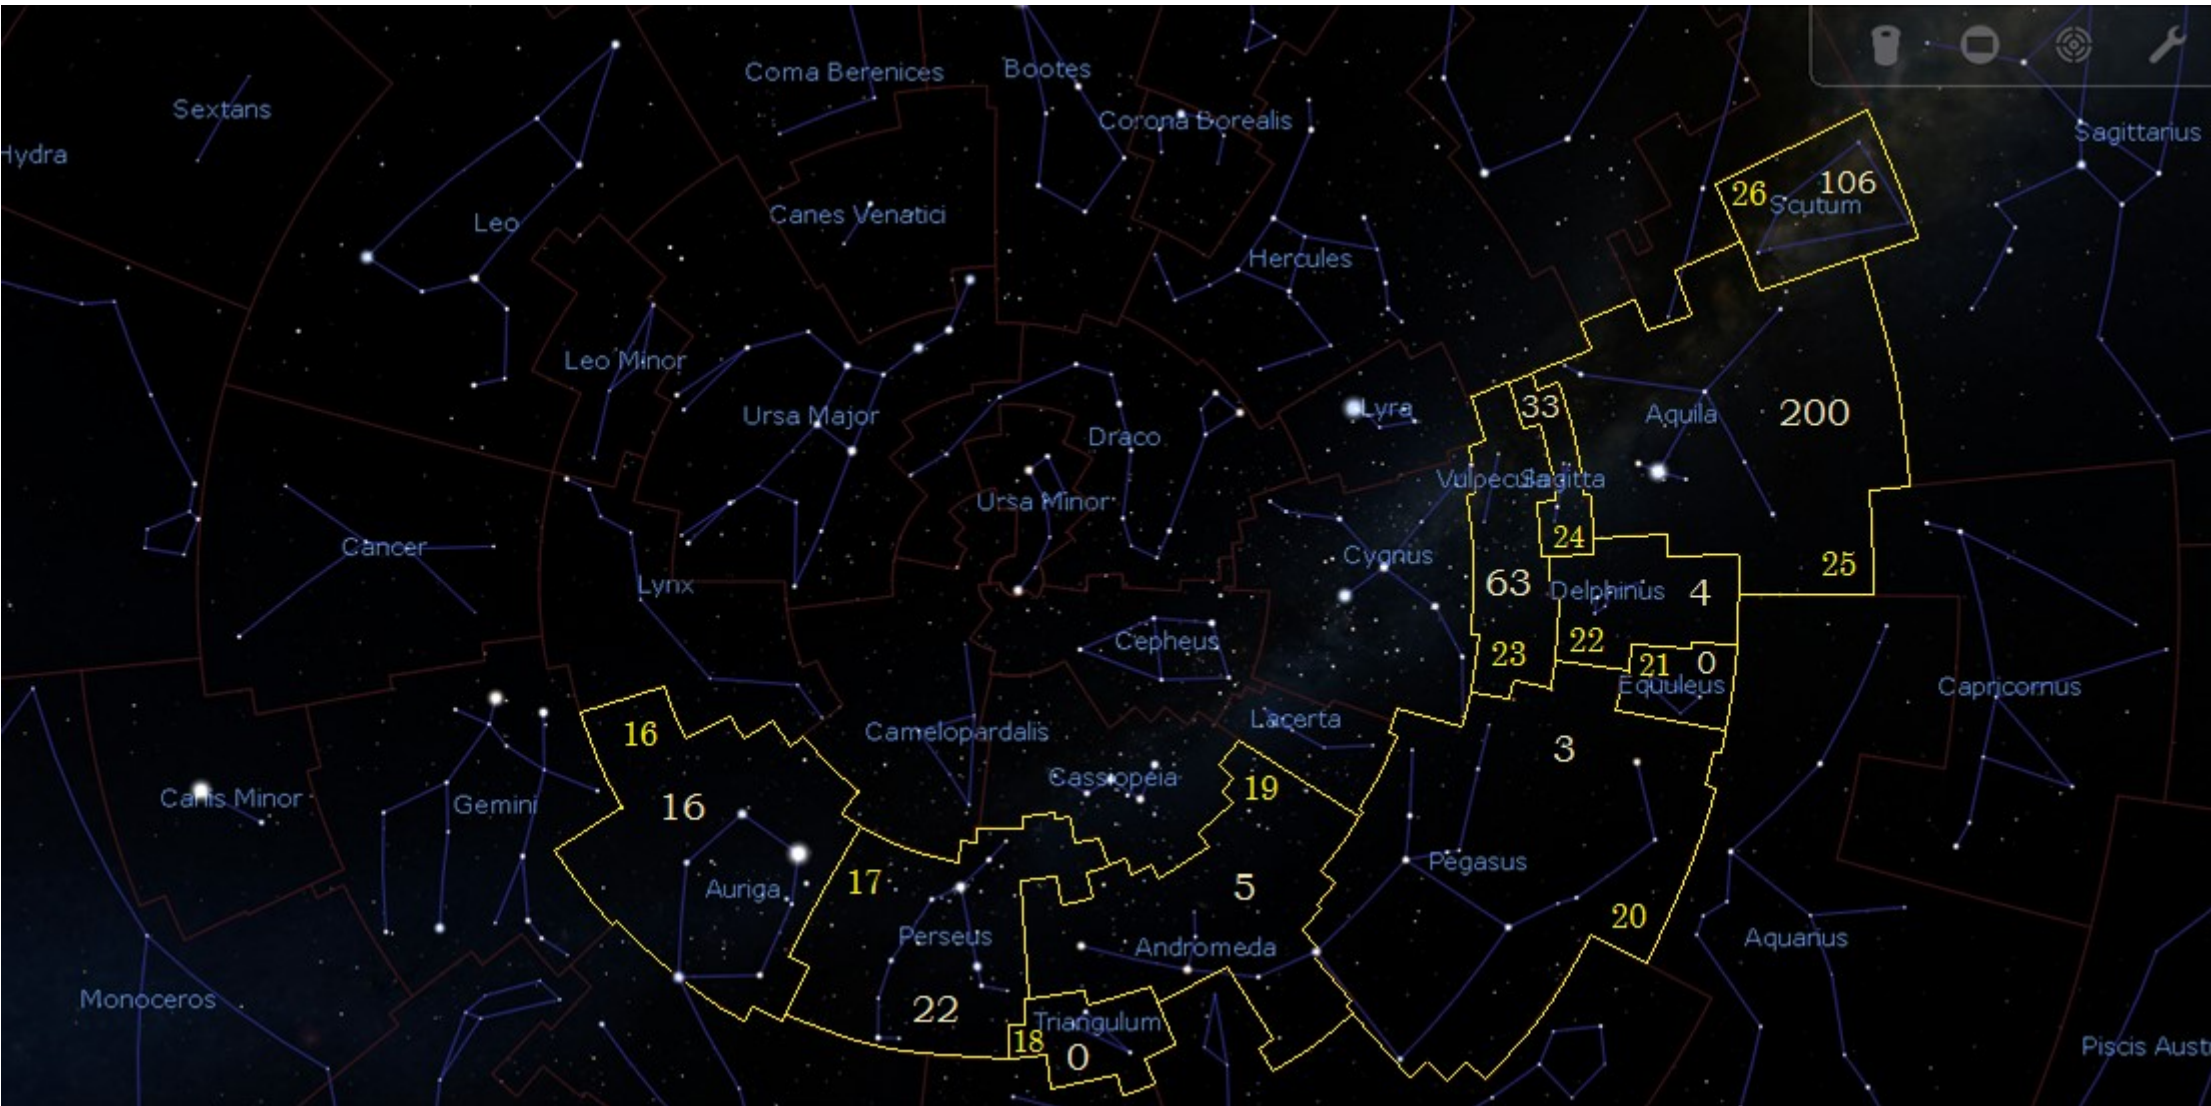 Coma Berenices
Bootes
Sextans
Corona Borealis
Sagittarius
Hydra
26
106
Scutum
Leo
Canes Venatici
Hercules
Leo Minor
Ursa Major
Lyra
33
Aquila
200
Draco
Vulpecula
Sagitta
Ursa Minor
24
Cancer
Cygnus
25
Lynx
63
Delphinus
4
Cepheus
23
22
21
0
Equuleus
Capricornus
16
Camelopardalis
Lacerta
3
Cassiopeia
19
Canis Minor
Gemini
16
Pegasus
Auriga
17
5
20
Perseus
Andromeda
Aquarius
Monoceros
22
Triangulum
18
0
Piscis Aust